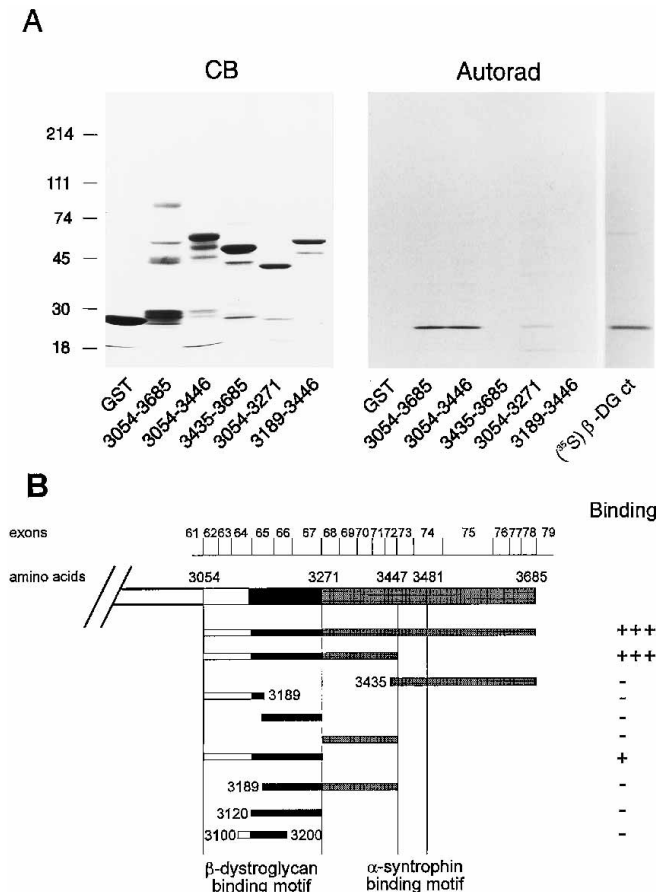 A
CB
Autorad
214
111
74
45
30
18
GST
3054-3685
3054-3446
3435-3685
3054-3271
3189-3446
GST
3054-3685
3054-3446
3435-3685
3054-3271
3189-3446
(³⁵S) β-DG ct
B
Binding
exons
61 62 63 64 65 66 67 68 69 70 71 72 73 74 75 76 77 78 79
amino acids
3054 3271 3447 3481 3685
+++
+++
3435 -
3189 -
-
-
+
3189 -
3120 -
3100 3200 -
β-dystroglycan α-syntrophin
binding motif binding motif